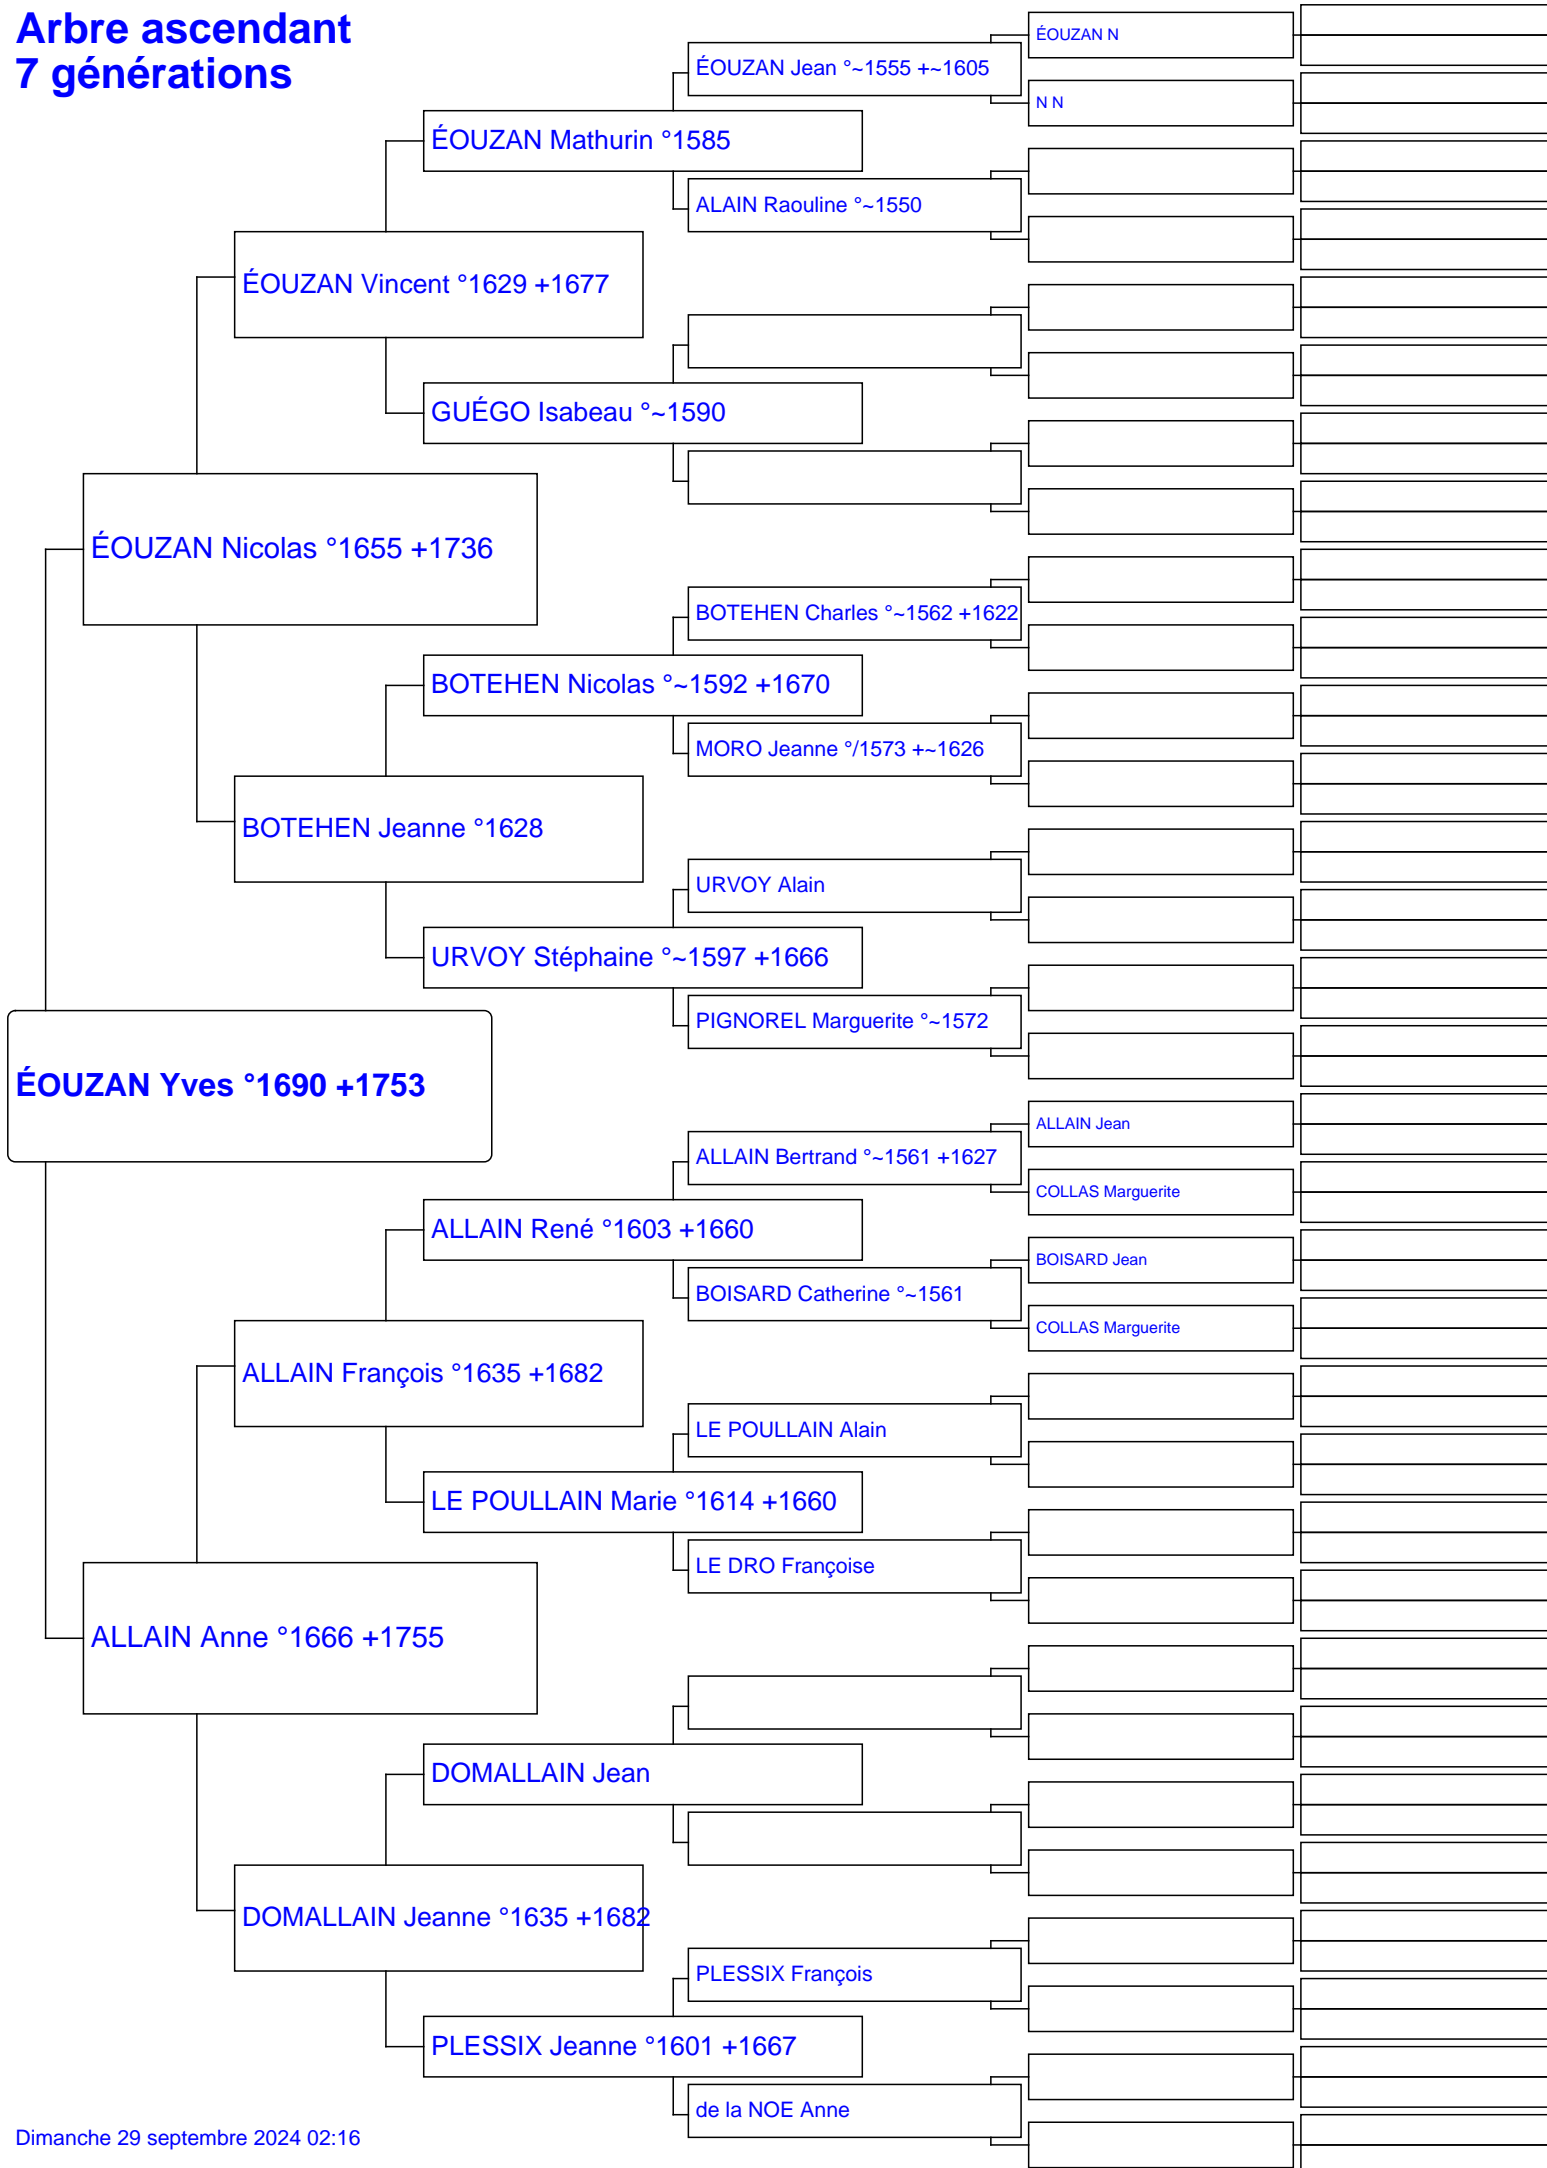 Arbre ascendant
7 générations
ÉOUZAN N
ÉOUZAN Jean °~1555 +~1605
N N
ÉOUZAN Mathurin °1585
ALAIN Raouline °~1550
ÉOUZAN Vincent °1629 +1677
GUÉGO Isabeau °~1590
ÉOUZAN Nicolas °1655 +1736
BOTEHEN Charles °~1562 +1622
BOTEHEN Nicolas °~1592 +1670
MORO Jeanne °/1573 +~1626
BOTEHEN Jeanne °1628
URVOY Alain
URVOY Stéphaine °~1597 +1666
PIGNOREL Marguerite °~1572
ÉOUZAN Yves °1690 +1753
ALLAIN Jean
ALLAIN Bertrand °~1561 +1627
COLLAS Marguerite
ALLAIN René °1603 +1660
BOISARD Jean
BOISARD Catherine °~1561
COLLAS Marguerite
ALLAIN François °1635 +1682
LE POULLAIN Alain
LE POULLAIN Marie °1614 +1660
LE DRO Françoise
ALLAIN Anne °1666 +1755
DOMALLAIN Jean
DOMALLAIN Jeanne °1635 +1682
PLESSIX François
PLESSIX Jeanne °1601 +1667
de la NOE Anne
Dimanche 29 septembre 2024 02:16